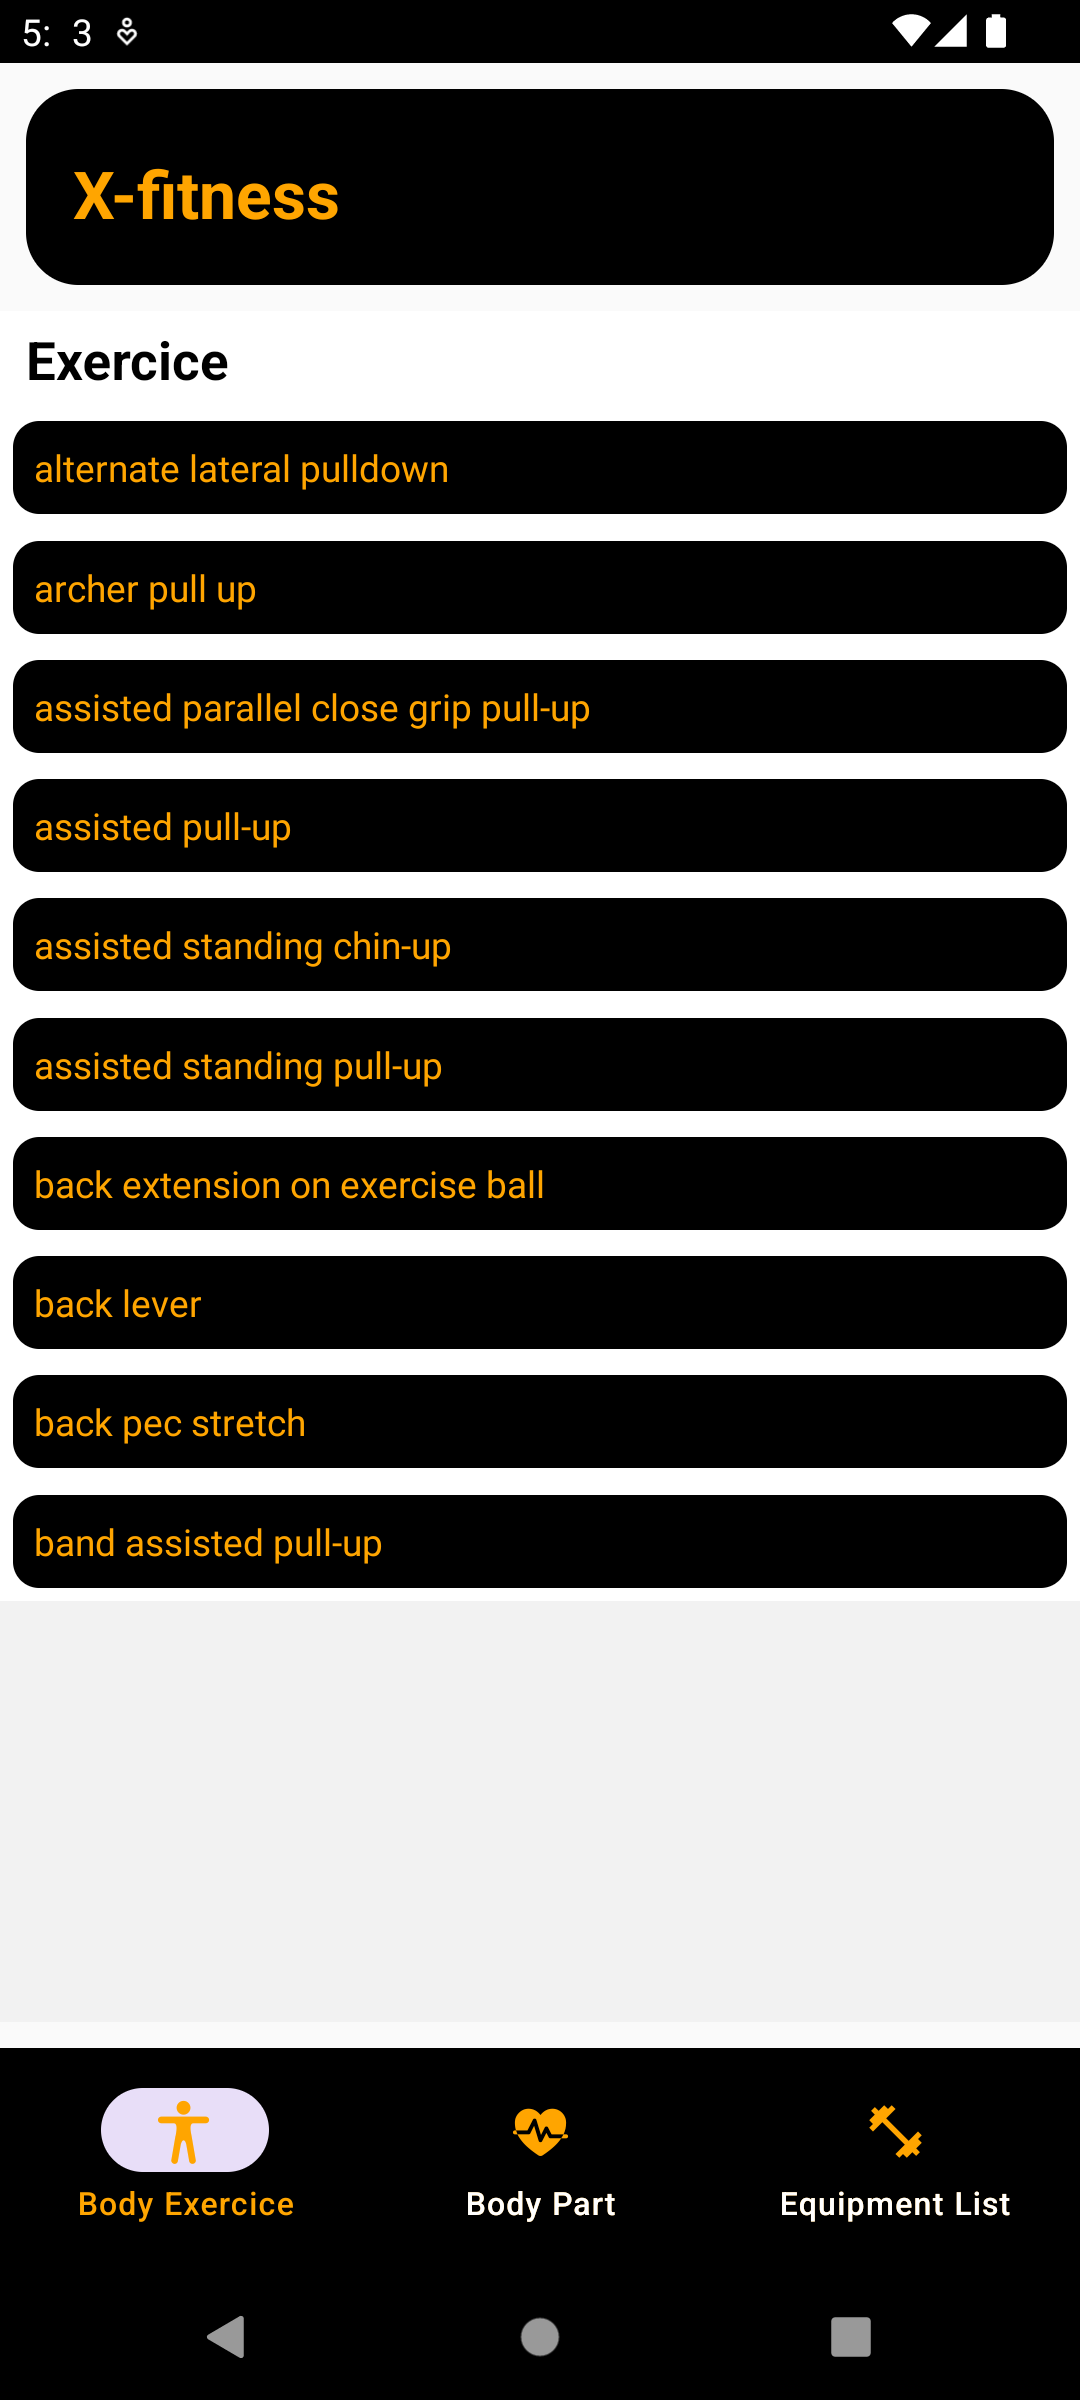 5: 3
X-fitness
Exercice
alternate lateral pulldown
archer pull up
assisted parallel close grip pull-up
assisted pull-up
assisted standing chin-up
assisted standing pull-up
back extension on exercise ball
back lever
back pec stretch
band assisted pull-up
Body Exercice
Body Part
Equipment List